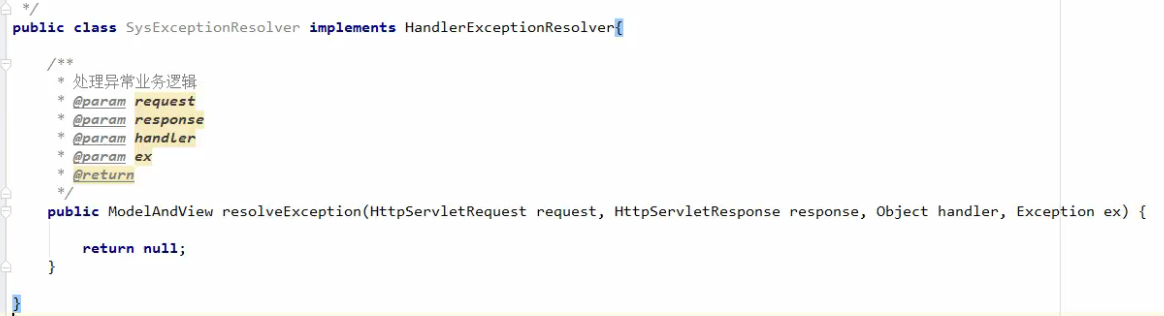 */
public class SysExceptionResolver implements HandlerExceptionResolver{
/**
* 处理异常业务逻辑
* @param request
* @param response
* @param handler
* @param ex
* @return
*/
public ModelAndView resolveException(HttpServletRequest request, HttpServletResponse response, Object handler, Exception ex) {
return null;
}
}